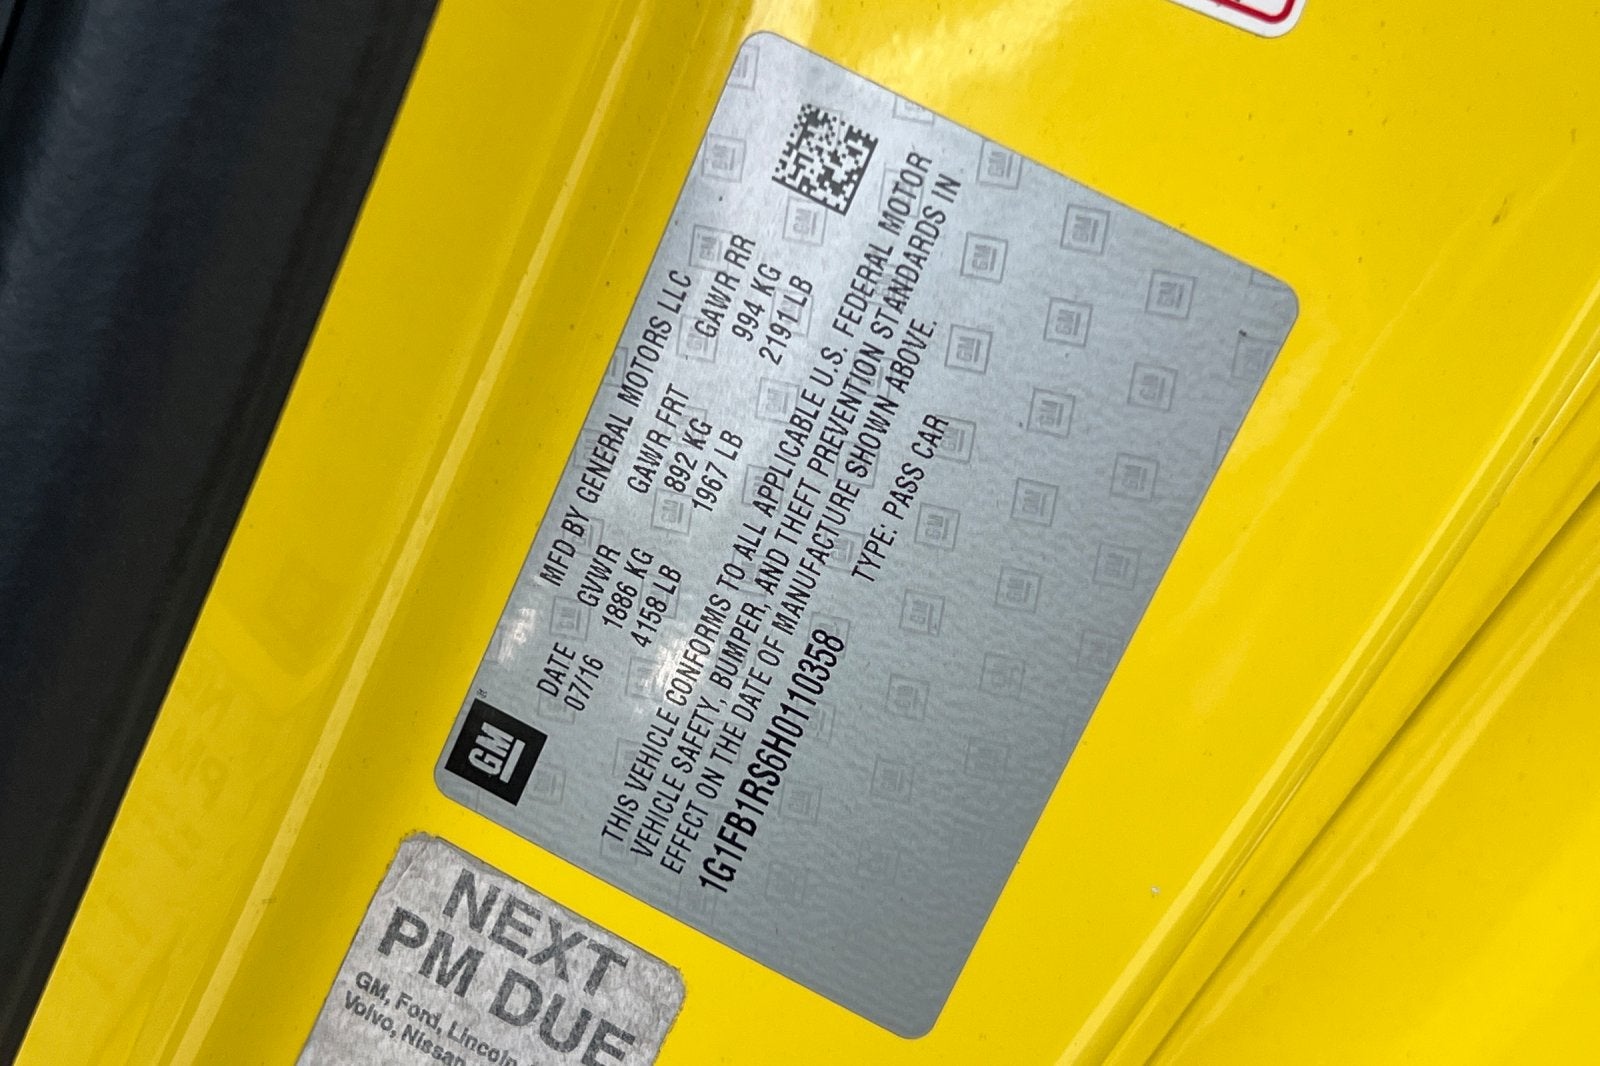 GM
MFD BY GENERAL MOTORS LLC
DATE GVWR GAWR FRT GAWR RR
07/16 1886 KG 892 KG 994 KG
4158 LB 1967 LB 2191 LB
THIS VEHICLE CONFORMS TO ALL APPLICABLE U.S. FEDERAL MOTOR
VEHICLE SAFETY, BUMPER, AND THEFT PREVENTION STANDARDS IN
EFFECT ON THE DATE OF MANUFACTURE SHOWN ABOVE.
1G1FB1RS6H0110358 TYPE: PASS CAR
NEXT
PM DUE
GM, Ford, Lincoln,
Volvo, Nissan